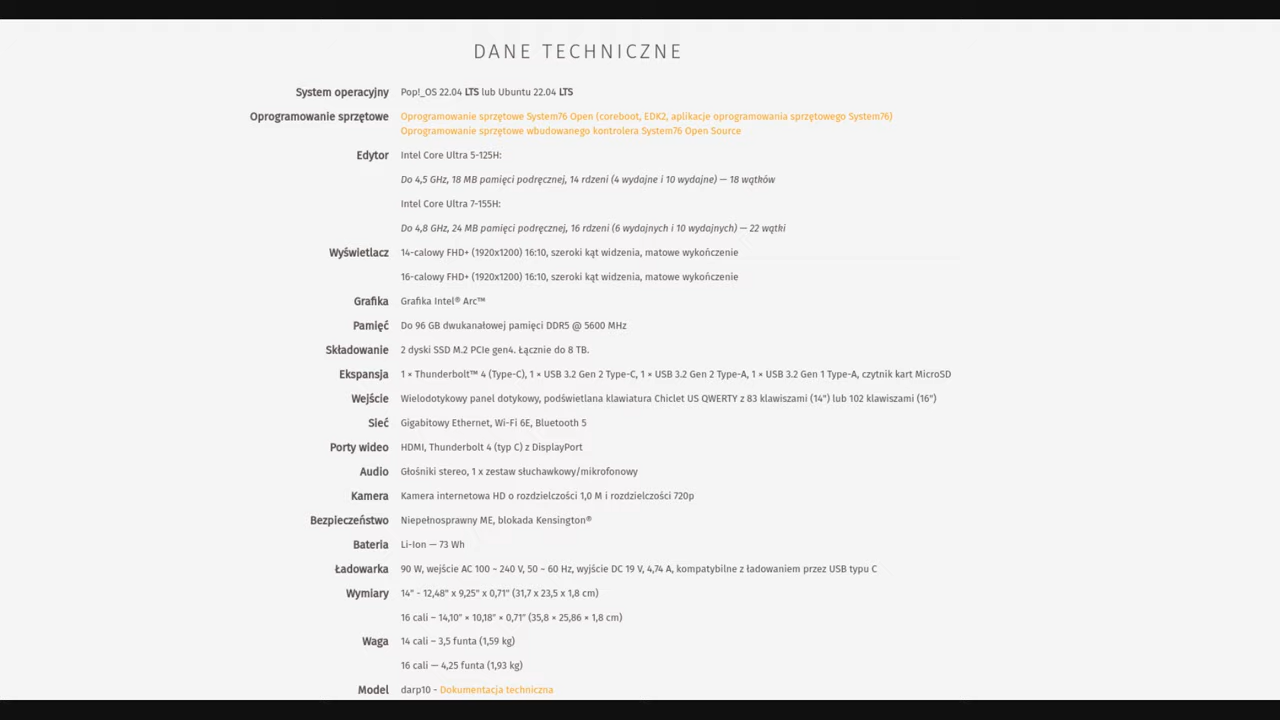 DANE TECHNICZNE
System operacyjny Pop!_OS 22.04 LTS lub Ubuntu 22.04 LTS
Oprogramowanie sprzętowe Oprogramowanie sprzętowe System76 Open (coreboot, EDK2, aplikacje oprogramowania sprzętowego System76)
Oprogramowanie sprzętowe wbudowanego kontrolera System76 Open Source
Edytor Intel Core Ultra 5-125H:
Do 4,5 GHz, 18 MB pamięci podręcznej, 14 rdzeni (4 wydajne i 10 wydajne) — 18 wątków
Intel Core Ultra 7-155H:
Do 4,8 GHz, 24 MB pamięci podręcznej, 16 rdzeni (6 wydajnych i 10 wydajnych) — 22 wątki
Wyświetlacz 14-calowy FHD+ (1920x1200) 16:10, szeroki kąt widzenia, matowe wykończenie
16-calowy FHD+ (1920x1200) 16:10, szeroki kąt widzenia, matowe wykończenie
Grafika Grafika Intel® Arc™
Pamięć Do 96 GB dwukanałowej pamięci DDR5 @ 5600 MHz
Składowanie 2 dyski SSD M.2 PCIe gen4. Łącznie do 8 TB.
Ekspansja 1 × Thunderbolt™ 4 (Type-C), 1 × USB 3.2 Gen 2 Type-C, 1 × USB 3.2 Gen 2 Type-A, 1 × USB 3.2 Gen 1 Type-A, czytnik kart MicroSD
Wejście Wielodotykowy panel dotykowy, podświetlana klawiatura Chiclet US QWERTY z 83 klawiszami (14") lub 102 klawiszami (16")
Sieć Gigabitowy Ethernet, Wi-Fi 6E, Bluetooth 5
Porty wideo HDMI, Thunderbolt 4 (typ C) z DisplayPort
Audio Głośniki stereo, 1 x zestaw słuchawkowy/mikrofonowy
Kamera Kamera internetowa HD o rozdzielczości 1,0 M i rozdzielczości 720p
Bezpieczeństwo Niepełnosprawny ME, blokada Kensington®
Bateria Li-Ion — 73 Wh
Ładowarka 90 W, wejście AC 100 – 240 V, 50 – 60 Hz, wyjście DC 19 V, 4,74 A, kompatybilne z ładowaniem przez USB typu C
Wymiary 14" - 12,48" x 9,25" x 0,71" (31,7 x 23,5 x 1,8 cm)
16 cali – 14,10" × 10,18" × 0,71" (35,8 × 25,86 × 1,8 cm)
Waga 14 cali – 3,5 funta (1,59 kg)
16 cali — 4,25 funta (1,93 kg)
Model darp10 - Dokumentacja techniczna